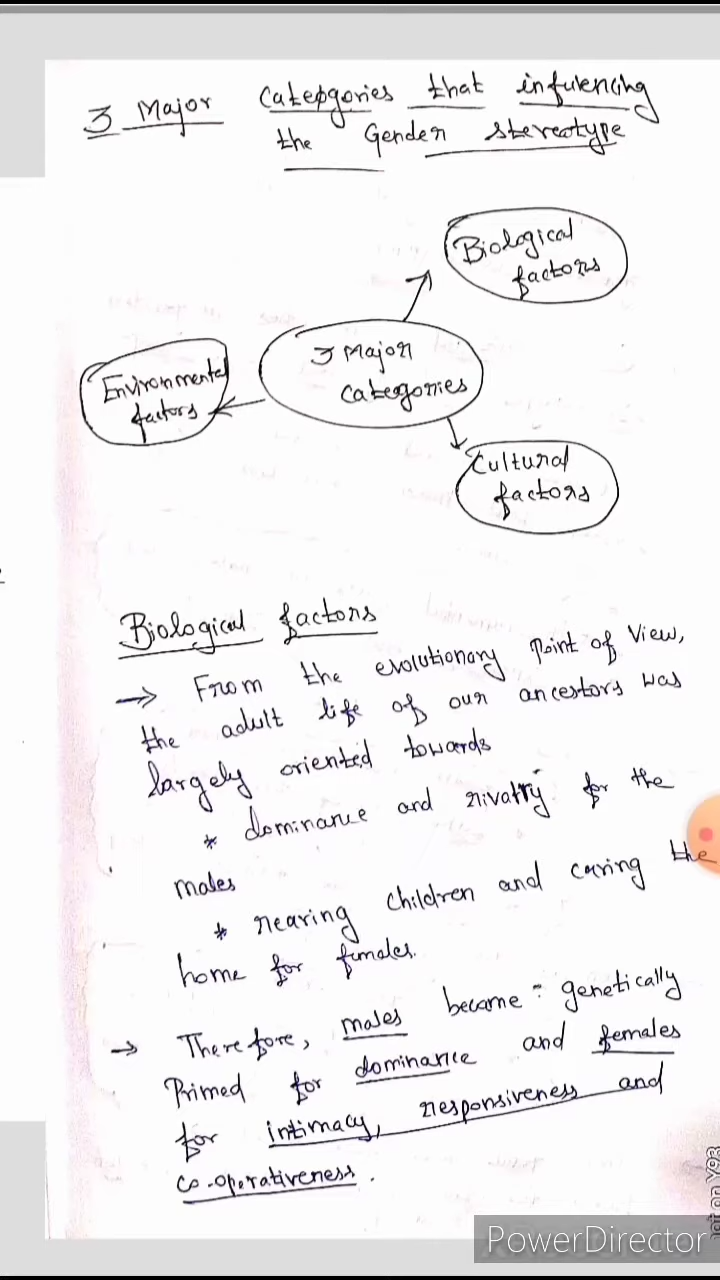 3 Major categories that infulencing
the Gender stereotype
Biological
factors
3 Major
categories
Environmental
factors
Cultural
factors
Biological factors
→ From the evolutionary Point of View,
the adult life of our ancestors was
largely oriented towards
* dominance and rivalry for the
males
* rearing children and caring the
home for females.
→ Therefore, males become genetically
Primed for dominance and females
for intimacy, responsiveness and
co-operativeness.
PowerDirector